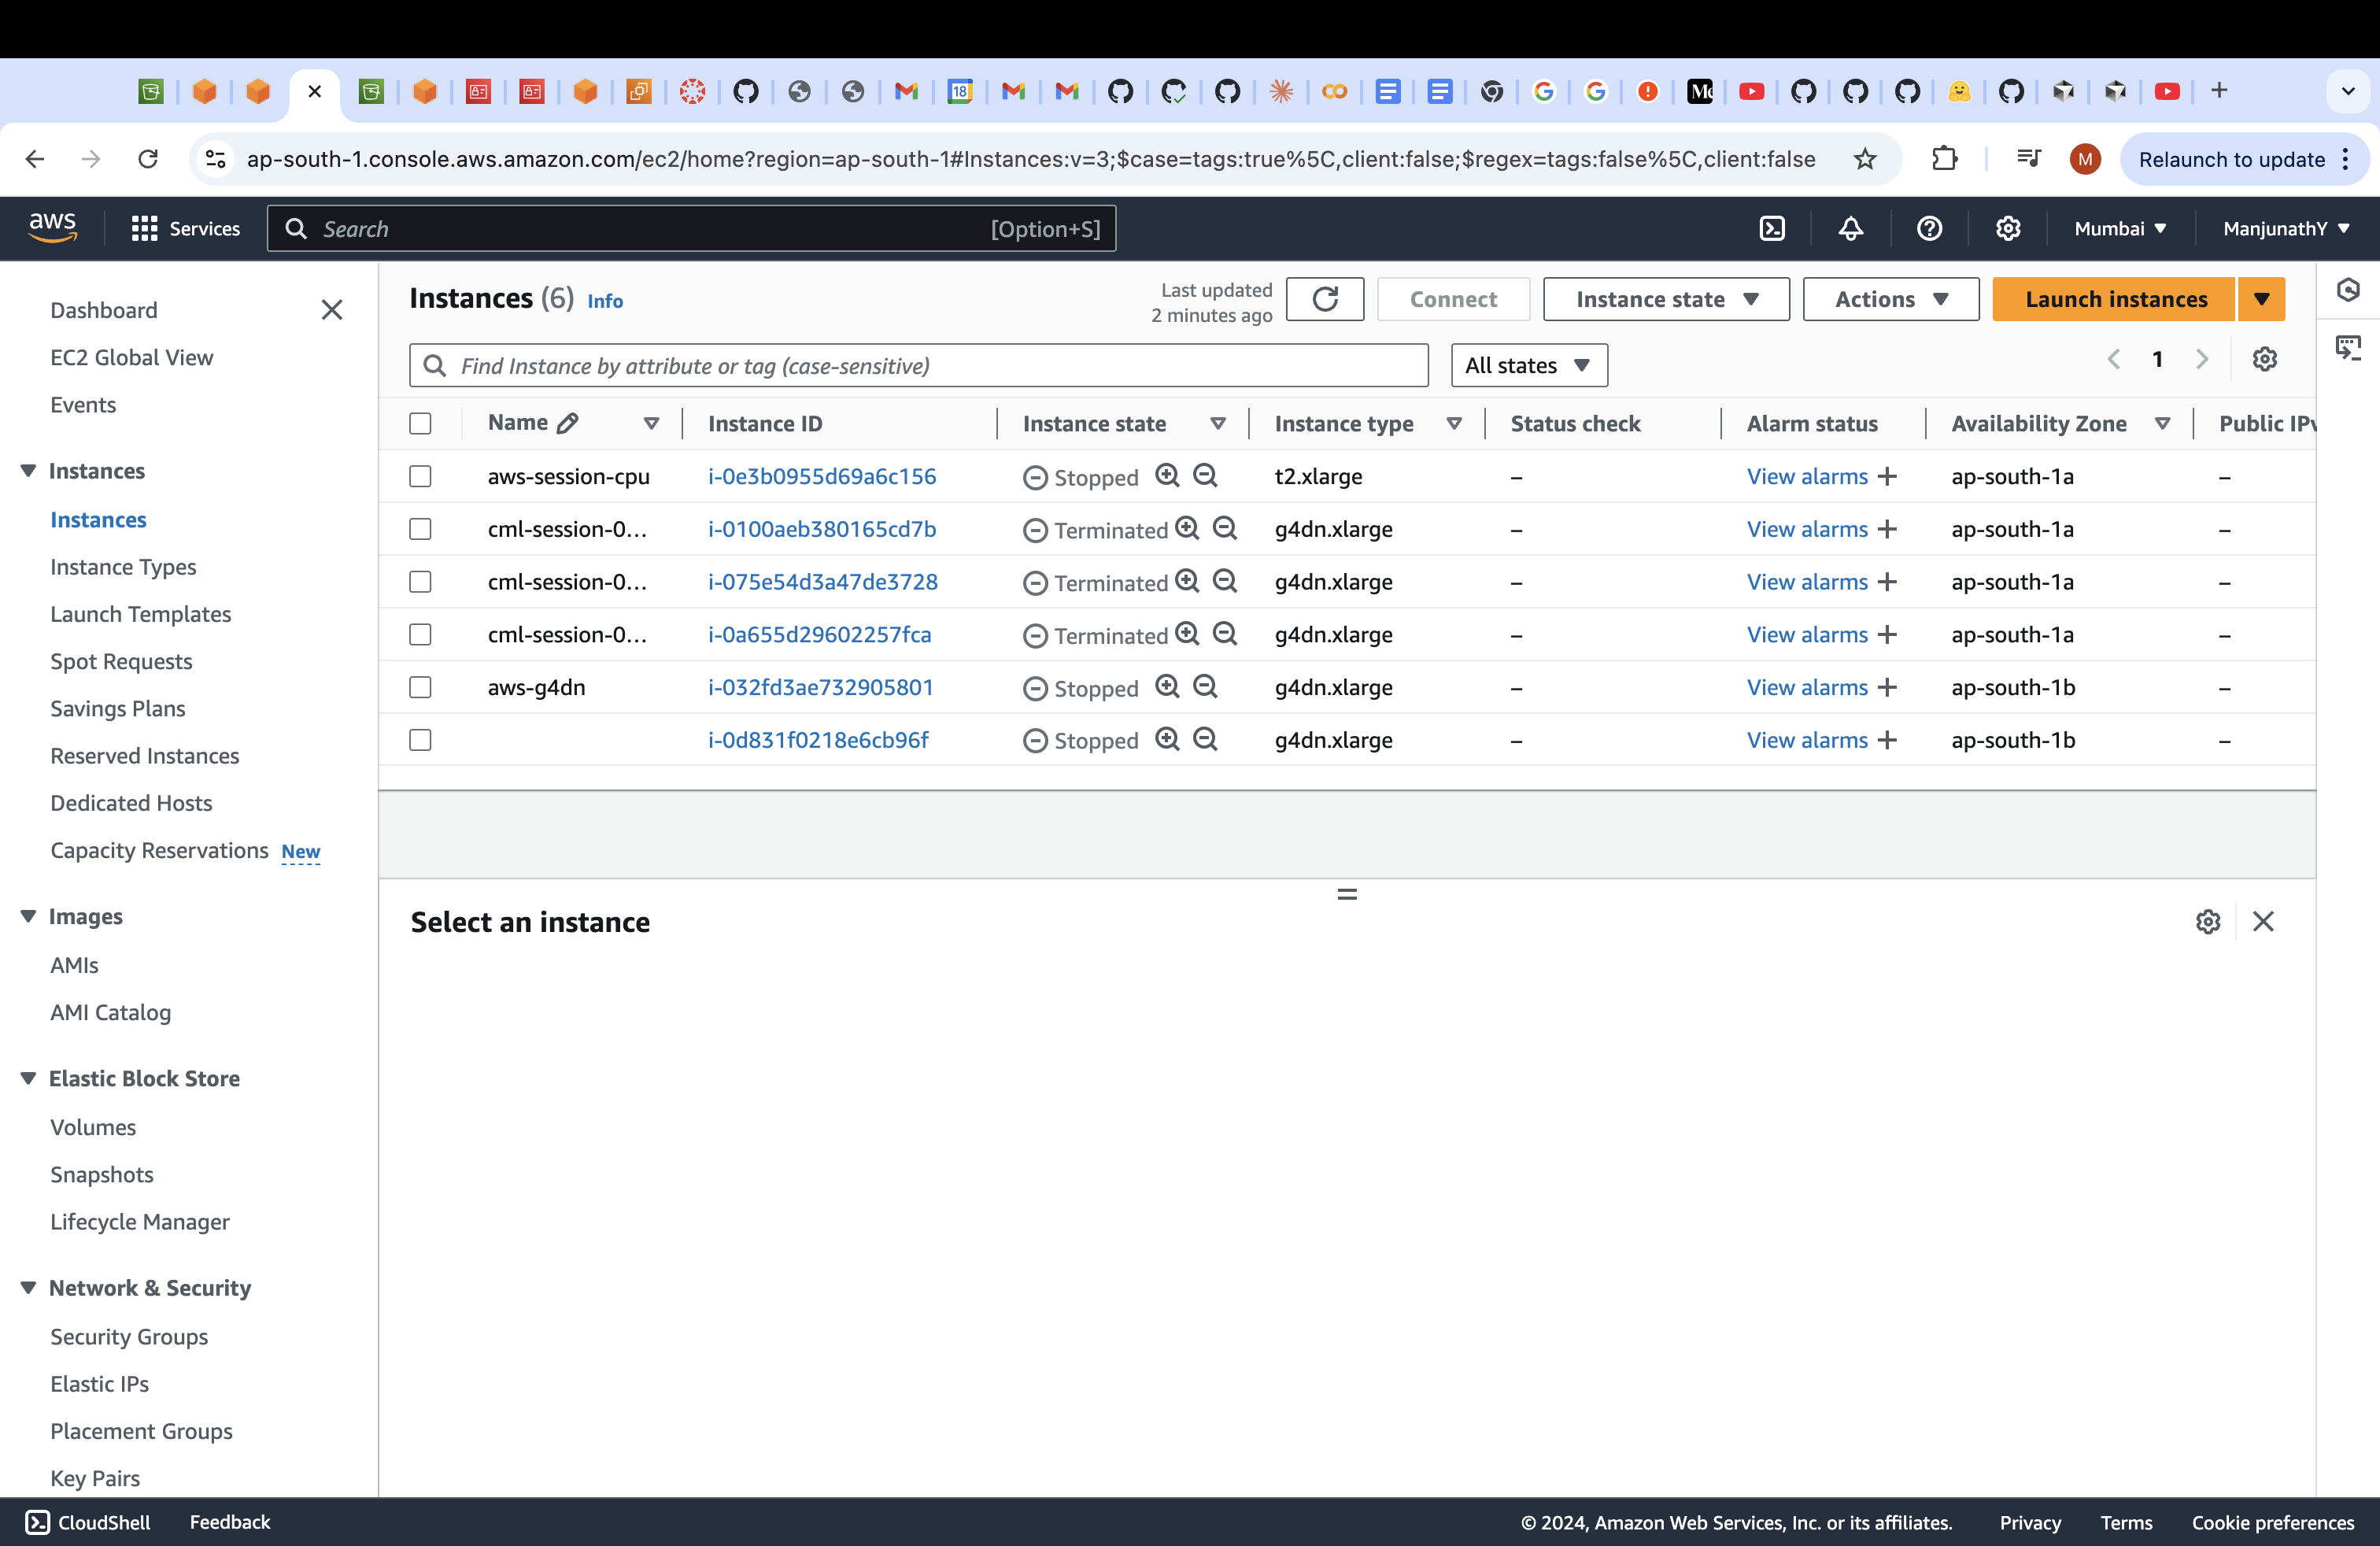 18
Me
ap-south-1.console.aws.amazon.com/ec2/home?region=ap-south-1#Instances:v=3;$case=tags:true%5C,client:false;$regex=tags:false%5C,client:false
M
Relaunch to update
aws
Services
Search
[Option+S]
Mumbai
ManjunathY
Dashboard
EC2 Global View
Events
Instances
Instances
Instance Types
Launch Templates
Spot Requests
Savings Plans
Reserved Instances
Dedicated Hosts
Capacity Reservations New
Images
AMIs
AMI Catalog
Elastic Block Store
Volumes
Snapshots
Lifecycle Manager
Network & Security
Security Groups
Elastic IPs
Placement Groups
Key Pairs
Instances (6) Info
Last updated
2 minutes ago
Connect
Instance state
Actions
Launch instances
Find Instance by attribute or tag (case-sensitive)
All states
1
Name Instance ID Instance state Instance type Status check Alarm status Availability Zone Public IPv
aws-session-cpu i-0e3b0955d69a6c156 Stopped t2.xlarge – View alarms + ap-south-1a –
cml-session-0... i-0100aeb380165cd7b Terminated g4dn.xlarge – View alarms + ap-south-1a –
cml-session-0... i-075e54d3a47de3728 Terminated g4dn.xlarge – View alarms + ap-south-1a –
cml-session-0... i-0a655d29602257fca Terminated g4dn.xlarge – View alarms + ap-south-1a –
aws-g4dn i-032fd3ae732905801 Stopped g4dn.xlarge – View alarms + ap-south-1b –
i-0d831f0218e6cb96f Stopped g4dn.xlarge – View alarms + ap-south-1b –
Select an instance
CloudShell
Feedback
© 2024, Amazon Web Services, Inc. or its affiliates.
Privacy
Terms
Cookie preferences